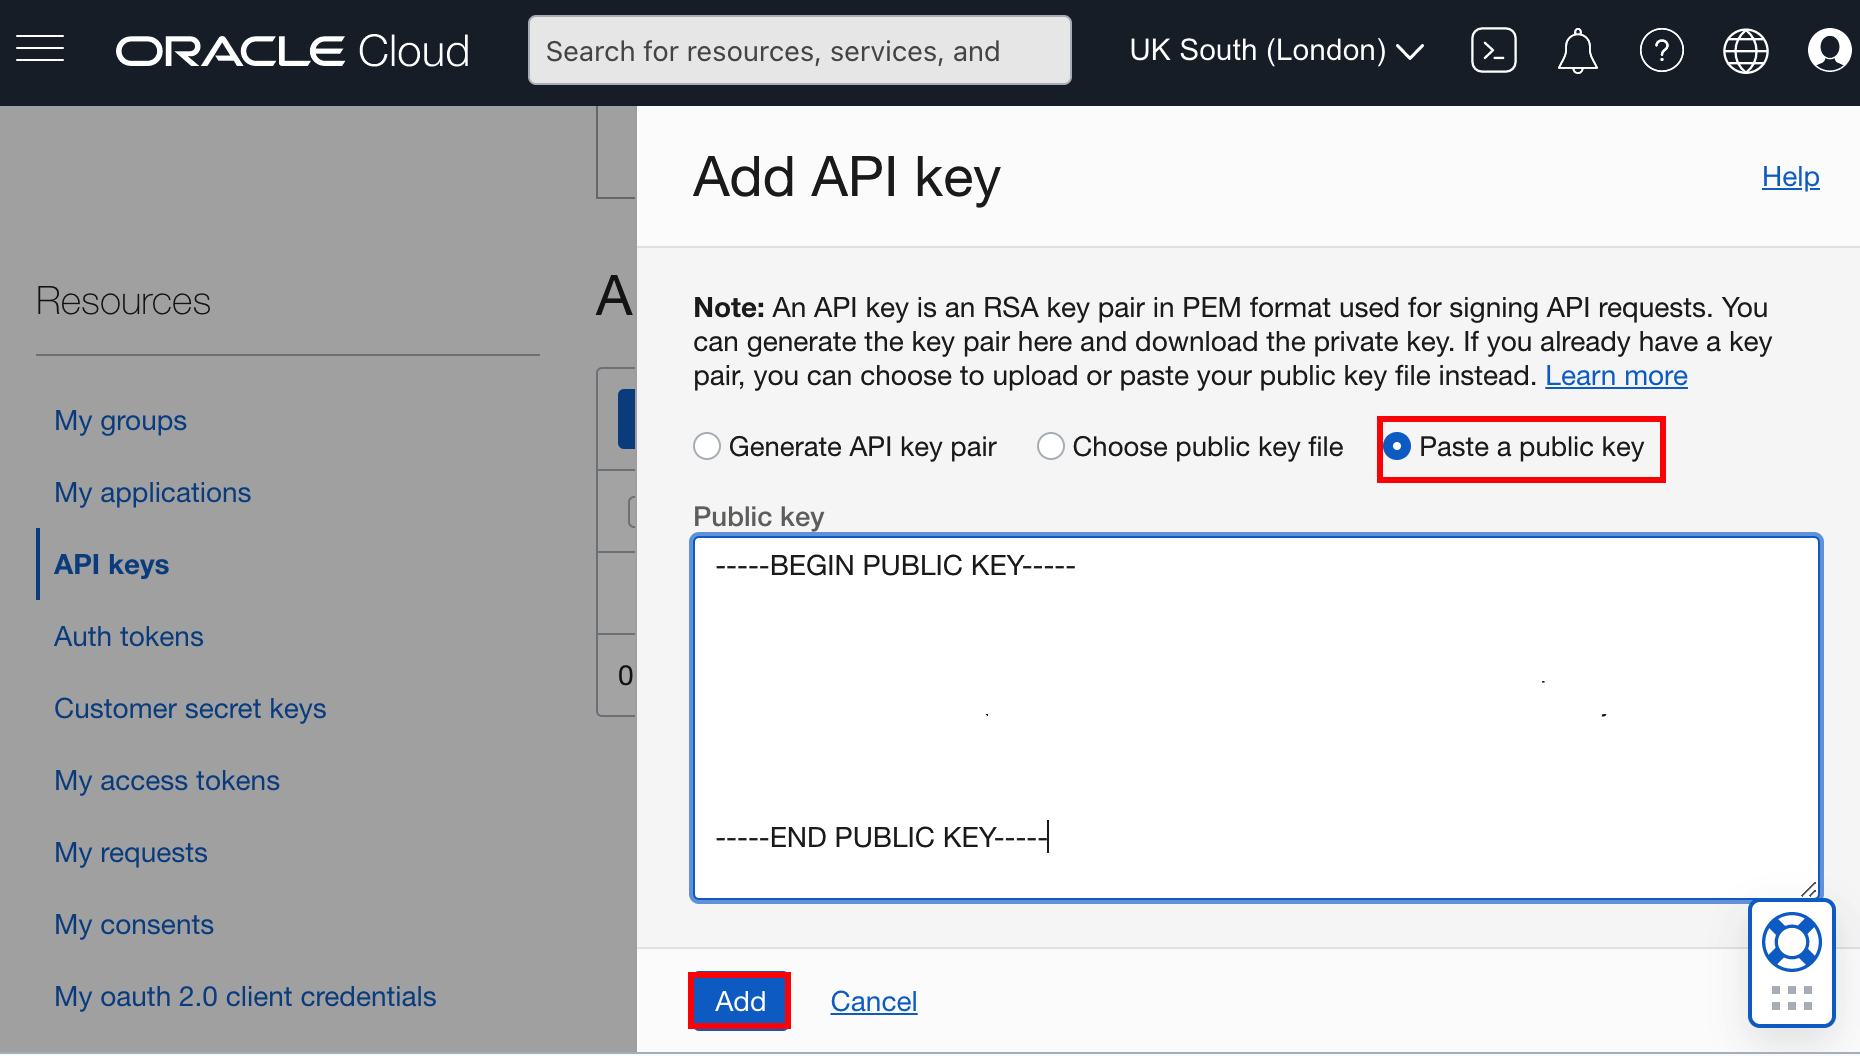 ORACLE Cloud
Search for resources, services, and
UK South (London)
Resources
My groups
My applications
API keys
Auth tokens
Customer secret keys
My access tokens
My requests
My consents
My oauth 2.0 client credentials
A
0
Add API key
Help
Note: An API key is an RSA key pair in PEM format used for signing API requests. You
can generate the key pair here and download the private key. If you already have a key
pair, you can choose to upload or paste your public key file instead. Learn more
Generate API key pair
Choose public key file
Paste a public key
Public key
-----BEGIN PUBLIC KEY-----
-----END PUBLIC KEY-----
Add
Cancel